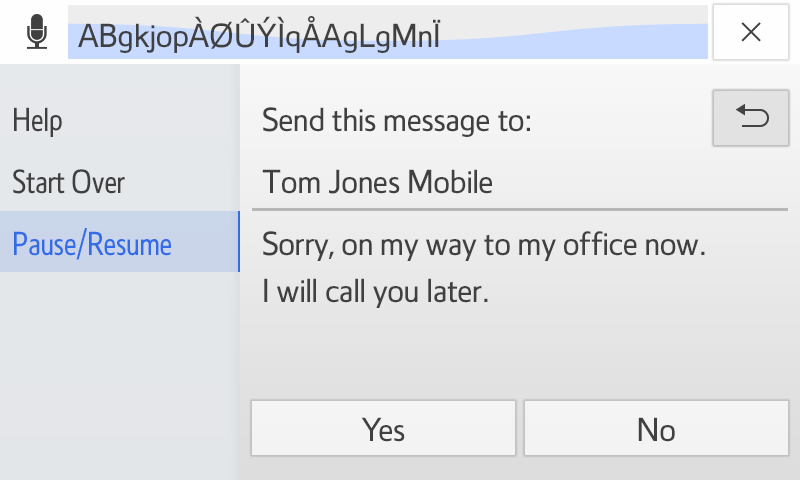 ABgkjopÀØÛÝÌqÅAgLgMnÏ
Help
Start Over
Pause/Resume
Send this message to:
Tom Jones Mobile
Sorry, on my way to my office now.
I will call you later.
Yes
No